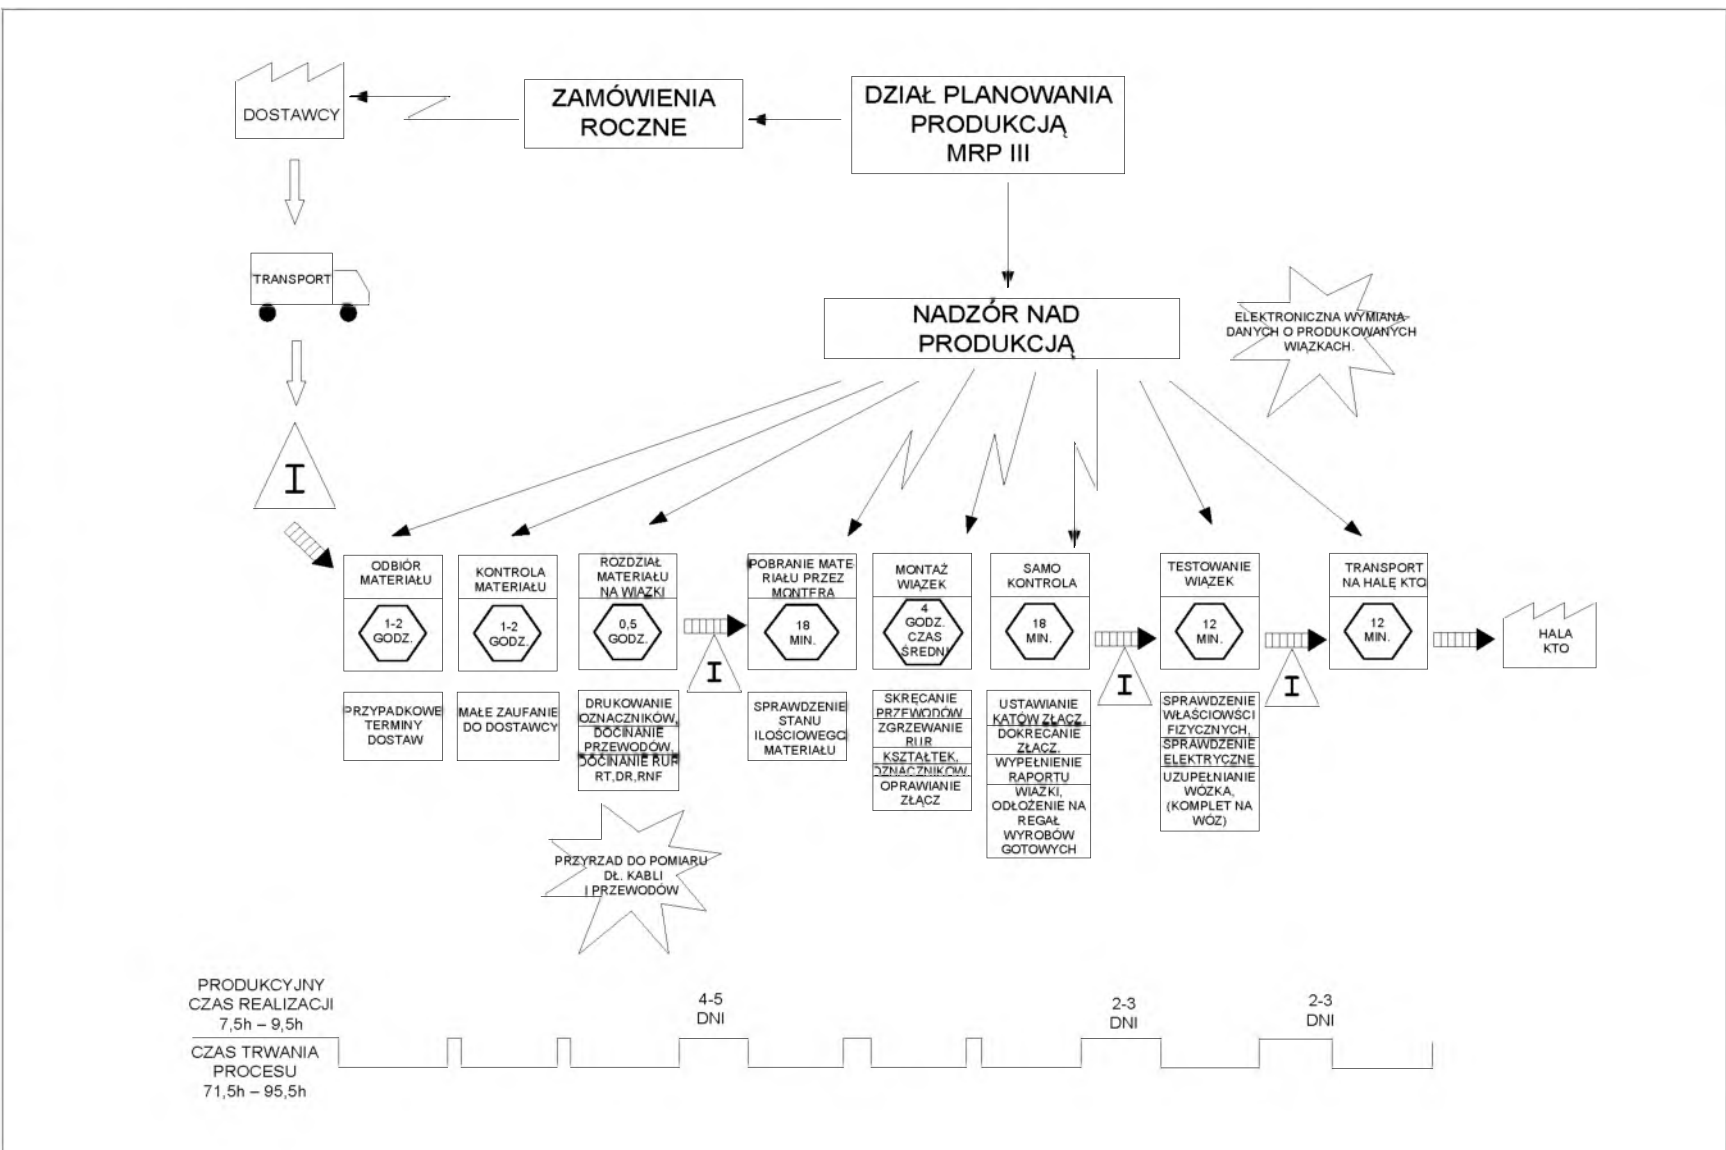 DOSTAWCY
ZAMÓWIENIA
ROCZNE
DZIAŁ PLANOWANIA
PRODUKCJĄ
MRP III
TRANSPORT
NADZÓR NAD
PRODUKCJĄ
ELEKTRONICZNA WYMIANA
DANYCH O PRODUKOWANYCH
WIĄZKACH.
I
ODBIÓR
MATERIAŁU
1-2
GODZ.
PRZYPADKOWE
TERMINY
DOSTAW
KONTROLA
MATERIAŁU
1-2
GODZ.
MAŁE ZAUFANIE
DO DOSTAWCY
ROZDZIAŁ
MATERIAŁU
NA WIĄZKI
0,5
GODZ.
DRUKOWANIE
OZNACZNIKÓW,
DOCINANIE
PRZEWODÓW,
DOCINANIE RUR
RT,DR,RNF
PRZYRZAD DO POMIARU
DŁ. KABLI
I PRZEWODÓW
I
POBRANIE MATE
RIAŁU PRZEZ
MONTERA
18
MIN.
SPRAWDZENIE
STANU
ILOŚCIOWEGO
MATERIAŁU
MONTAŻ
WIĄZEK
4
GODZ.
CZAS
ŚREDNI
SKRĘCANIE
PRZEWODÓW
ZGRZEWANIE
RUR
KSZTAŁTEK,
OZNACZNIKÓW,
OPRAWIANIE
ZŁĄCZ
SAMO
KONTROLA
18
MIN.
USTAWIANIE
KATÓW ZŁĄCZ,
DOKRĘCANIE
ZŁĄCZ,
WYPEŁNIENIE
RAPORTU
WIĄZKI,
ODŁOŻENIE NA
REGAŁ
WYROBÓW
GOTOWYCH
I
TESTOWANIE
WIĄZEK
12
MIN.
SPRAWDZENIE
WŁAŚCIOWŚCI
FIZYCZNYCH,
SPRAWDZENIE
ELEKTRYCZNE
UZUPEŁNIANIE
WÓZKA,
(KOMPLET NA
WÓZ)
I
TRANSPORT
NA HALĘ KTO
12
MIN.
HALA
KTO
PRODUKCYJNY
CZAS REALIZACJI
7,5h – 9,5h
CZAS TRWANIA
PROCESU
71,5h – 95,5h
4-5
DNI
2-3
DNI
2-3
DNI